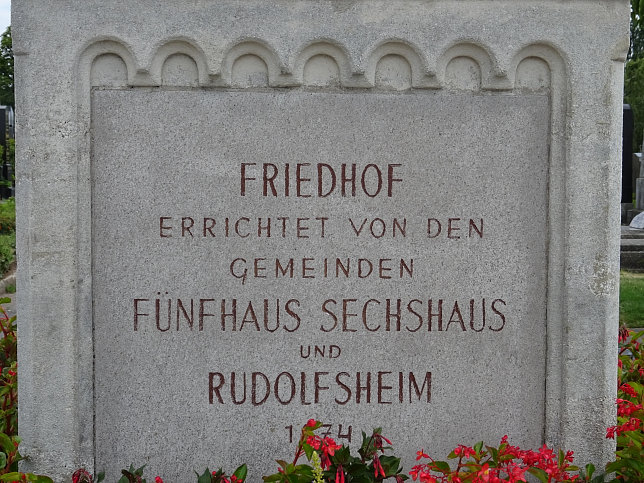 FRIEDHOF
ERRICHTET VON DEN
GEMEINDEN
FÜNFHAUS SECHSHAUS
UND
RUDOLFSHEIM